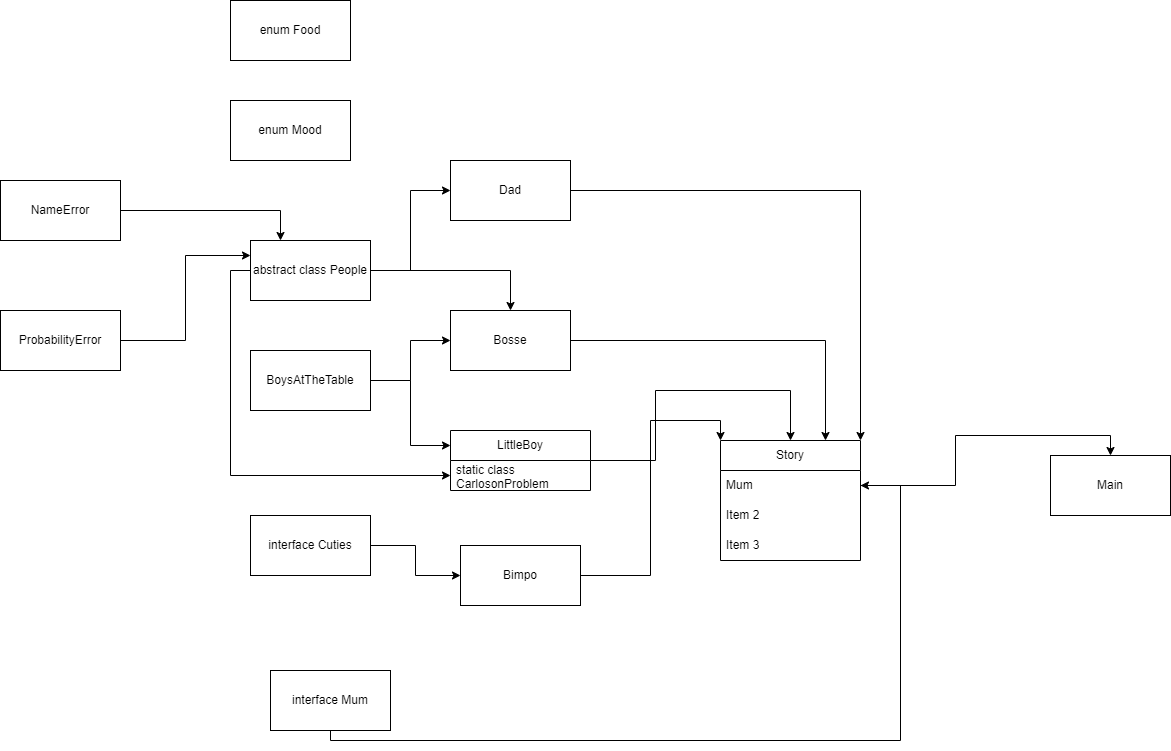 enum Food
enum Mood
Dad
NameError
abstract class People
ProbabilityError
Bosse
BoysAtTheTable
LittleBoy
static class
CarlosonProblem
Story
Mum
Item 2
Item 3
Main
interface Cuties
Bimpo
interface Mum